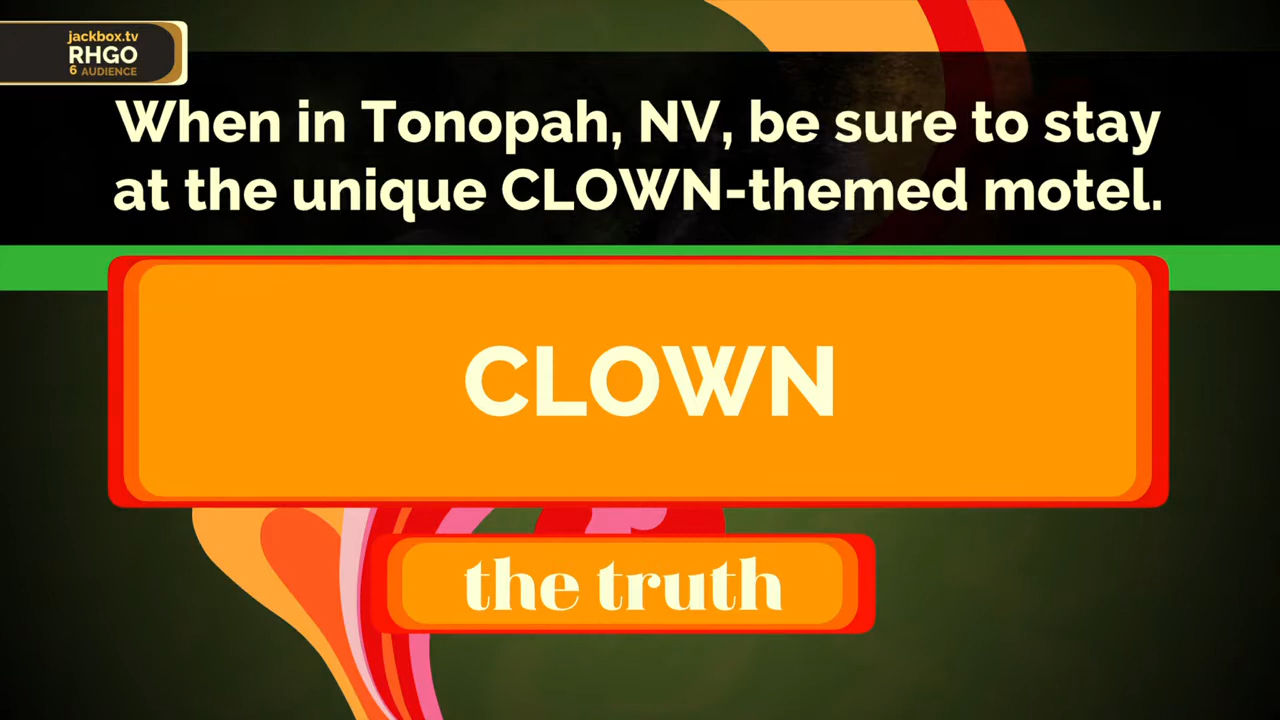 jackbox.tv
RHGO
6 AUDIENCE
When in Tonopah, NV, be sure to stay
at the unique CLOWN-themed motel.
CLOWN
the truth